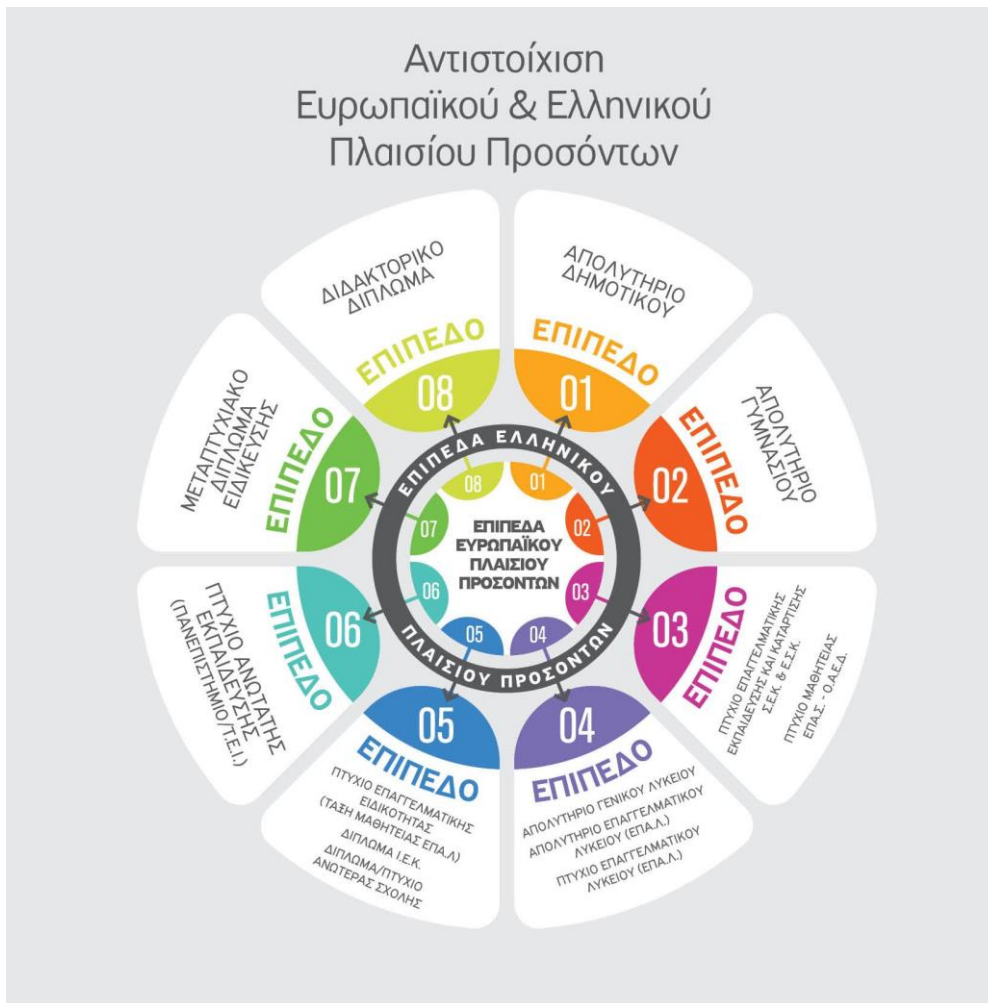 Αντιστοίχιση
Ευρωπαϊκού & Ελληνικού
Πλαισίου Προσόντων
ΑΠΟΛΥΤΗΡΙΟ
ΔΗΜΟΤΙΚΟΥ
ΕΠΙΠΕΔΟ
01
ΑΠΟΛΥΤΗΡΙΟ
ΓΥΜΝΑΣΙΟΥ
ΕΠΙΠΕΔΟ
02
ΠΤΥΧΙΟ ΕΠΑΓΓΕΛΜΑΤΙΚΗΣ
ΕΚΠΑΙΔΕΥΣΗΣ ΚΑΙ ΚΑΤΑΡΤΙΣΗΣ
Σ.Ε.Κ. & Ε.Σ.Κ.
ΠΤΥΧΙΟ ΜΑΘΗΤΕΙΑΣ
ΕΠΑ.Σ. - Ο.Α.Ε.Δ.
ΕΠΙΠΕΔΟ
03
04
ΕΠΙΠΕΔΟ
ΑΠΟΛΥΤΗΡΙΟ ΓΕΝΙΚΟΥ ΛΥΚΕΙΟΥ
ΑΠΟΛΥΤΗΡΙΟ ΕΠΑΓΓΕΛΜΑΤΙΚΟΥ
ΛΥΚΕΙΟΥ (ΕΠΑ.Λ.)
ΠΤΥΧΙΟ ΕΠΑΓΓΕΛΜΑΤΙΚΟΥ
ΛΥΚΕΙΟΥ (ΕΠΑ.Λ.)
05
ΕΠΙΠΕΔΟ
ΠΤΥΧΙΟ ΕΠΑΓΓΕΛΜΑΤΙΚΗΣ
ΕΙΔΙΚΟΤΗΤΑΣ
(ΤΑΞΗ ΜΑΘΗΤΕΙΑΣ ΕΠΑ.Λ)
ΔΙΠΛΩΜΑ Ι.Ε.Κ.
ΔΙΠΛΩΜΑ/ΠΤΥΧΙΟ
ΑΝΩΤΕΡΑΣ ΣΧΟΛΗΣ
06
ΕΠΙΠΕΔΟ
ΠΤΥΧΙΟ ΑΝΩΤΑΤΗΣ
ΕΚΠΑΙΔΕΥΣΗΣ
(ΠΑΝΕΠΙΣΤΗΜΙΟ/Τ.Ε.Ι.)
ΜΕΤΑΠΤΥΧΙΑΚΟ
ΔΙΠΛΩΜΑ
ΕΙΔΙΚΕΥΣΗΣ
ΕΠΙΠΕΔΟ
07
ΔΙΔΑΚΤΟΡΙΚΟ
ΔΙΠΛΩΜΑ
ΕΠΙΠΕΔΟ
08
ΕΠΙΠΕΔΑ ΕΛΛΗΝΙΚΟΥ
ΠΛΑΙΣΙΟΥ ΠΡΟΣΟΝΤΩΝ
01
02
03
04
05
06
07
08
ΕΠΙΠΕΔΑ
ΕΥΡΩΠΑΪΚΟΥ
ΠΛΑΙΣΙΟΥ
ΠΡΟΣΟΝΤΩΝ